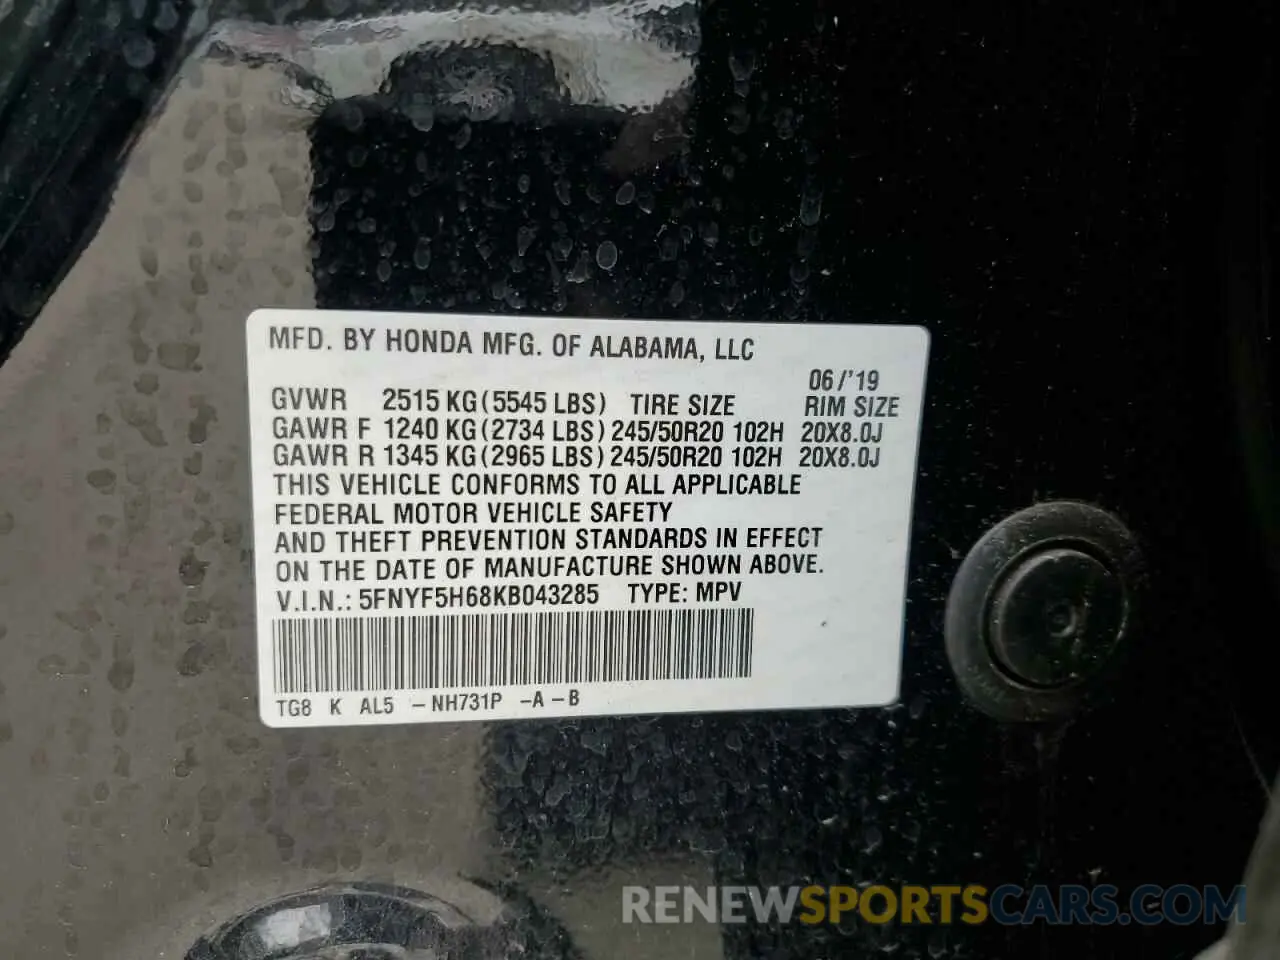 MFD. BY HONDA MFG. OF ALABAMA, LLC
06/'19
GVWR 2515 KG (5545 LBS) TIRE SIZE RIM SIZE
GAWR F 1240 KG (2734 LBS) 245/50R20 102H 20X8.0J
GAWR R 1345 KG (2965 LBS) 245/50R20 102H 20X8.0J
THIS VEHICLE CONFORMS TO ALL APPLICABLE
FEDERAL MOTOR VEHICLE SAFETY
AND THEFT PREVENTION STANDARDS IN EFFECT
ON THE DATE OF MANUFACTURE SHOWN ABOVE.
V.I.N.: 5FNYF5H68KB043285 TYPE: MPV
TG8 K AL5 -NH731P -A-B
RENEWSPORTSCARS.COM